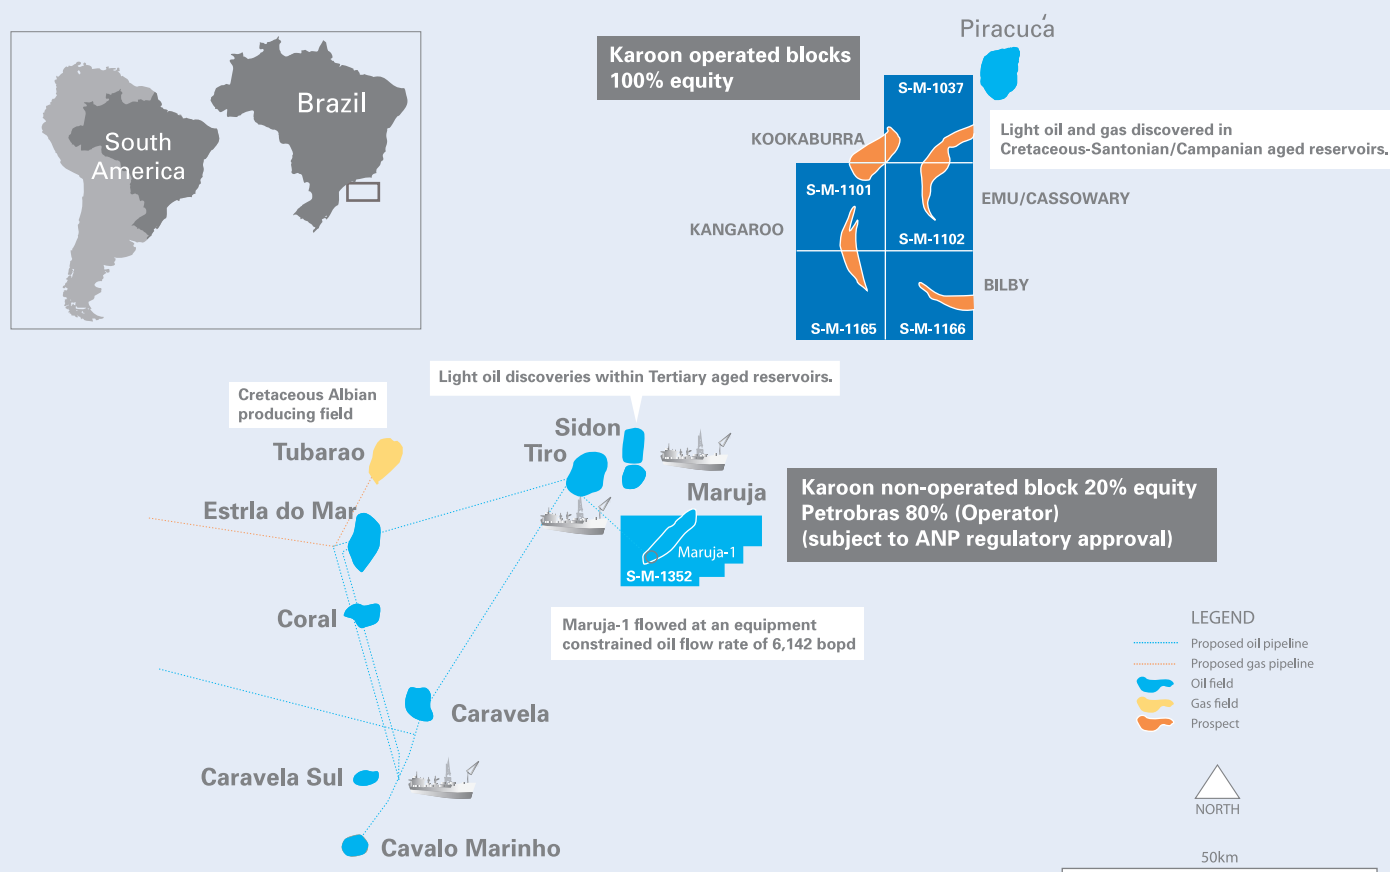 South
America
Brazil
Karoon operated blocks
100% equity
Piracucá
S-M-1037
Light oil and gas discovered in
Cretaceous-Santonian/Campanian aged reservoirs.
KOOKABURRA
S-M-1101
EMU/CASSOWARY
KANGAROO
S-M-1102
BILBY
S-M-1165
S-M-1166
Light oil discoveries within Tertiary aged reservoirs.
Cretaceous Albian
producing field
Tubarao
Sidon
Tiro
Maruja
Estrla do Mar
Karoon non-operated block 20% equity
Petrobras 80% (Operator)
(subject to ANP regulatory approval)
Maruja-1
S-M-1352
Coral
Maruja-1 flowed at an equipment
constrained oil flow rate of 6,142 bopd
Caravela
Caravela Sul
Cavalo Marinho
LEGEND
Proposed oil pipeline
Proposed gas pipeline
Oil field
Gas field
Prospect
NORTH
50km